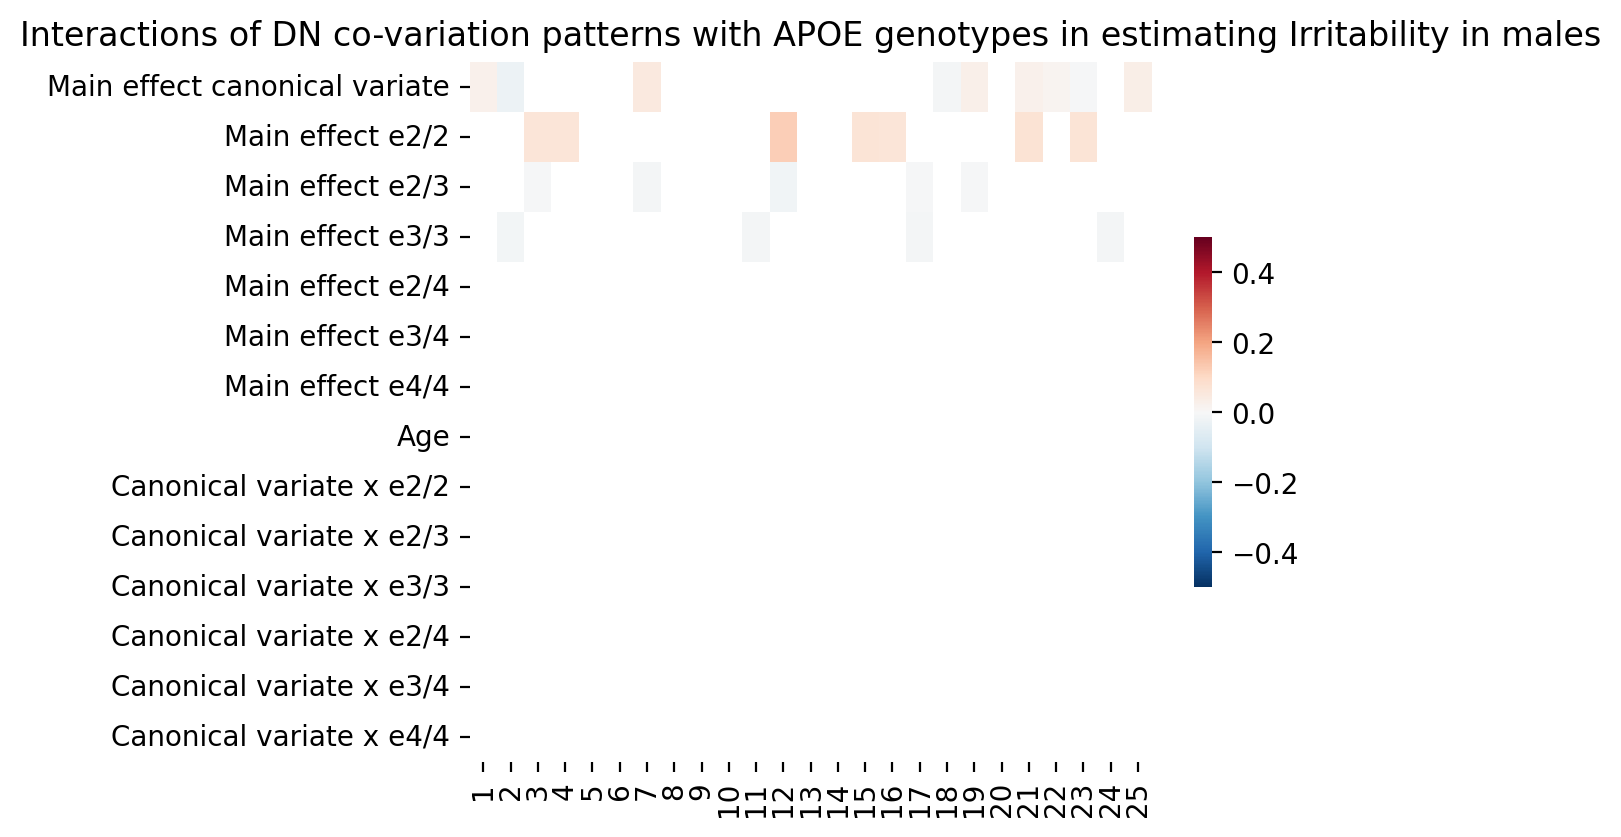 Interactions of DN co-variation patterns with APOE genotypes in estimating Irritability in males
Main effect canonical variate
Main effect e2/2
Main effect e2/3
Main effect e3/3
Main effect e2/4
Main effect e3/4
Main effect e4/4
Age
Canonical variate x e2/2
Canonical variate x e2/3
Canonical variate x e3/3
Canonical variate x e2/4
Canonical variate x e3/4
Canonical variate x e4/4
1 2 3 4 5 6 7 8 9 10 11 12 13 14 15 16 17 18 19 20 21 22 23 24 25
0.4
0.2
0.0
−0.2
−0.4